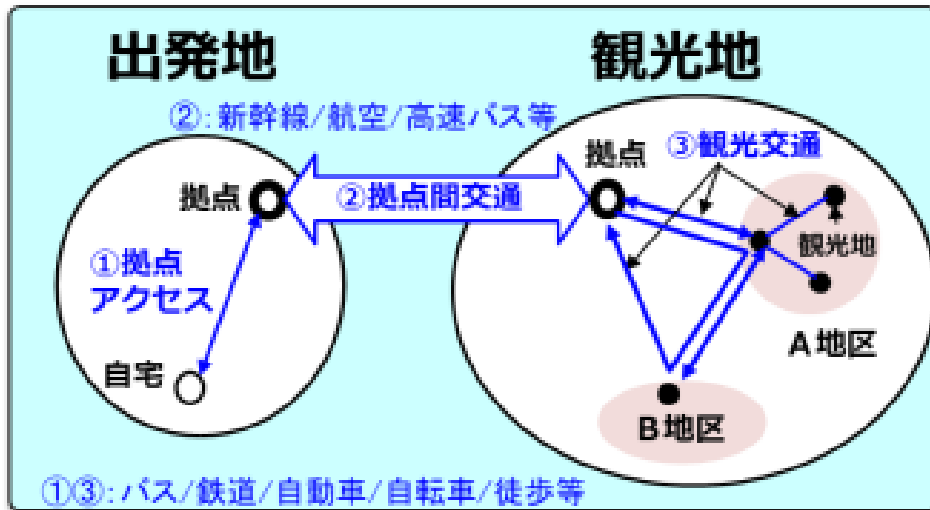 出発地
観光地
②:新幹線/航空/高速バス等
拠点
②拠点間交通
拠点
③観光交通
①拠点
アクセス
観光地
自宅
A地区
B地区
①③:バス/鉄道/自動車/自転車/徒歩等